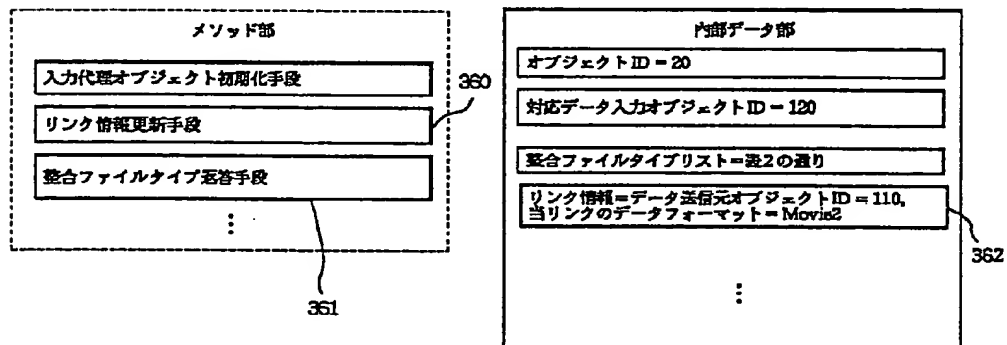 メソッド部
入力代理オブジェクト初期化手段
リンク情報更新手段
整合ファイルタイプ返答手段
360
361
内部データ部
オブジェクトID＝20
対応データ入力オブジェクトID＝120
整合ファイルタイプリスト＝表2の通り
リンク情報＝データ送信元オブジェクトID＝110,
当リンクのデータフォーマット＝Movie2
362